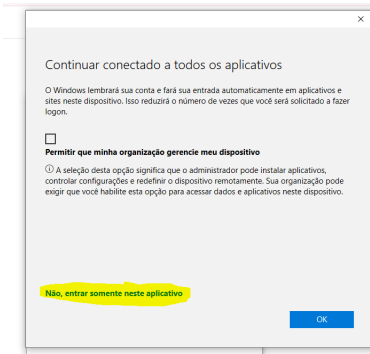 Continuar conectado a todos os aplicativos
O Windows lembrará sua conta e fará sua entrada automaticamente em aplicativos e
sites neste dispositivo. Isso reduzirá o número de vezes que você será solicitado a fazer
logon.
Permitir que minha organização gerencie meu dispositivo
A seleção desta opção significa que o administrador pode instalar aplicativos,
controlar configurações e redefinir o dispositivo remotamente. Sua organização pode
exigir que você habilite esta opção para acessar dados e aplicativos neste dispositivo.
Não, entrar somente neste aplicativo
OK